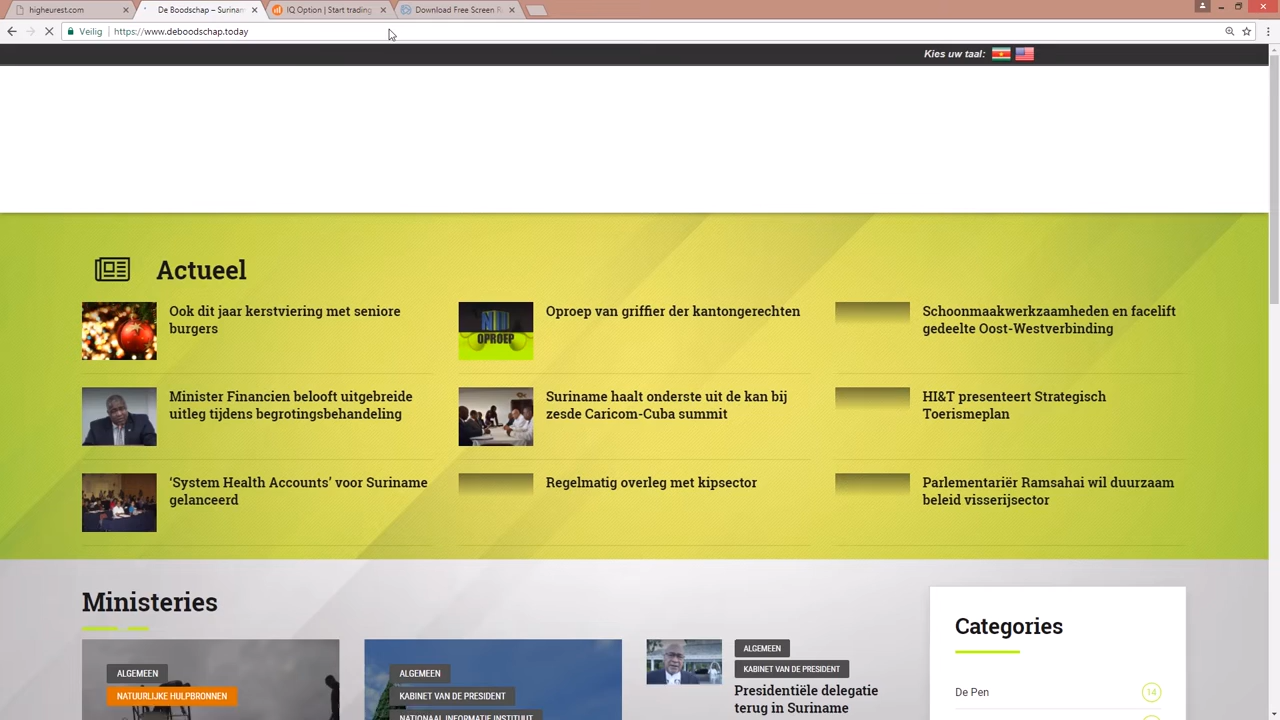 higheurest.com
De Boodschap – Surinam
IQ Option | Start trading
Download Free Screen R
Veilig
https://www.deboodschap.today
Kies uw taal:
Actueel
Ook dit jaar kerstviering met seniore
burgers
Oproep van griffier der kantongerechten
OPROEP
Schoonmaakwerkzaamheden en facelift
gedeelte Oost-Westverbinding
Minister Financien belooft uitgebreide
uitleg tijdens begrotingsbehandeling
Suriname haalt onderste uit de kan bij
zesde Caricom-Cuba summit
HI&T presenteert Strategisch
Toerismeplan
‘System Health Accounts’ voor Suriname
gelanceerd
Regelmatig overleg met kipsector
Parlementariër Ramsahai wil duurzaam
beleid visserijsector
Ministeries
ALGEMEEN
NATUURLIJKE HULPBRONNEN
ALGEMEEN
KABINET VAN DE PRESIDENT
NATIONAAL INFORMATIE INSTITUUT
ALGEMEEN
KABINET VAN DE PRESIDENT
Presidentiële delegatie
terug in Suriname
Categories
De Pen
14